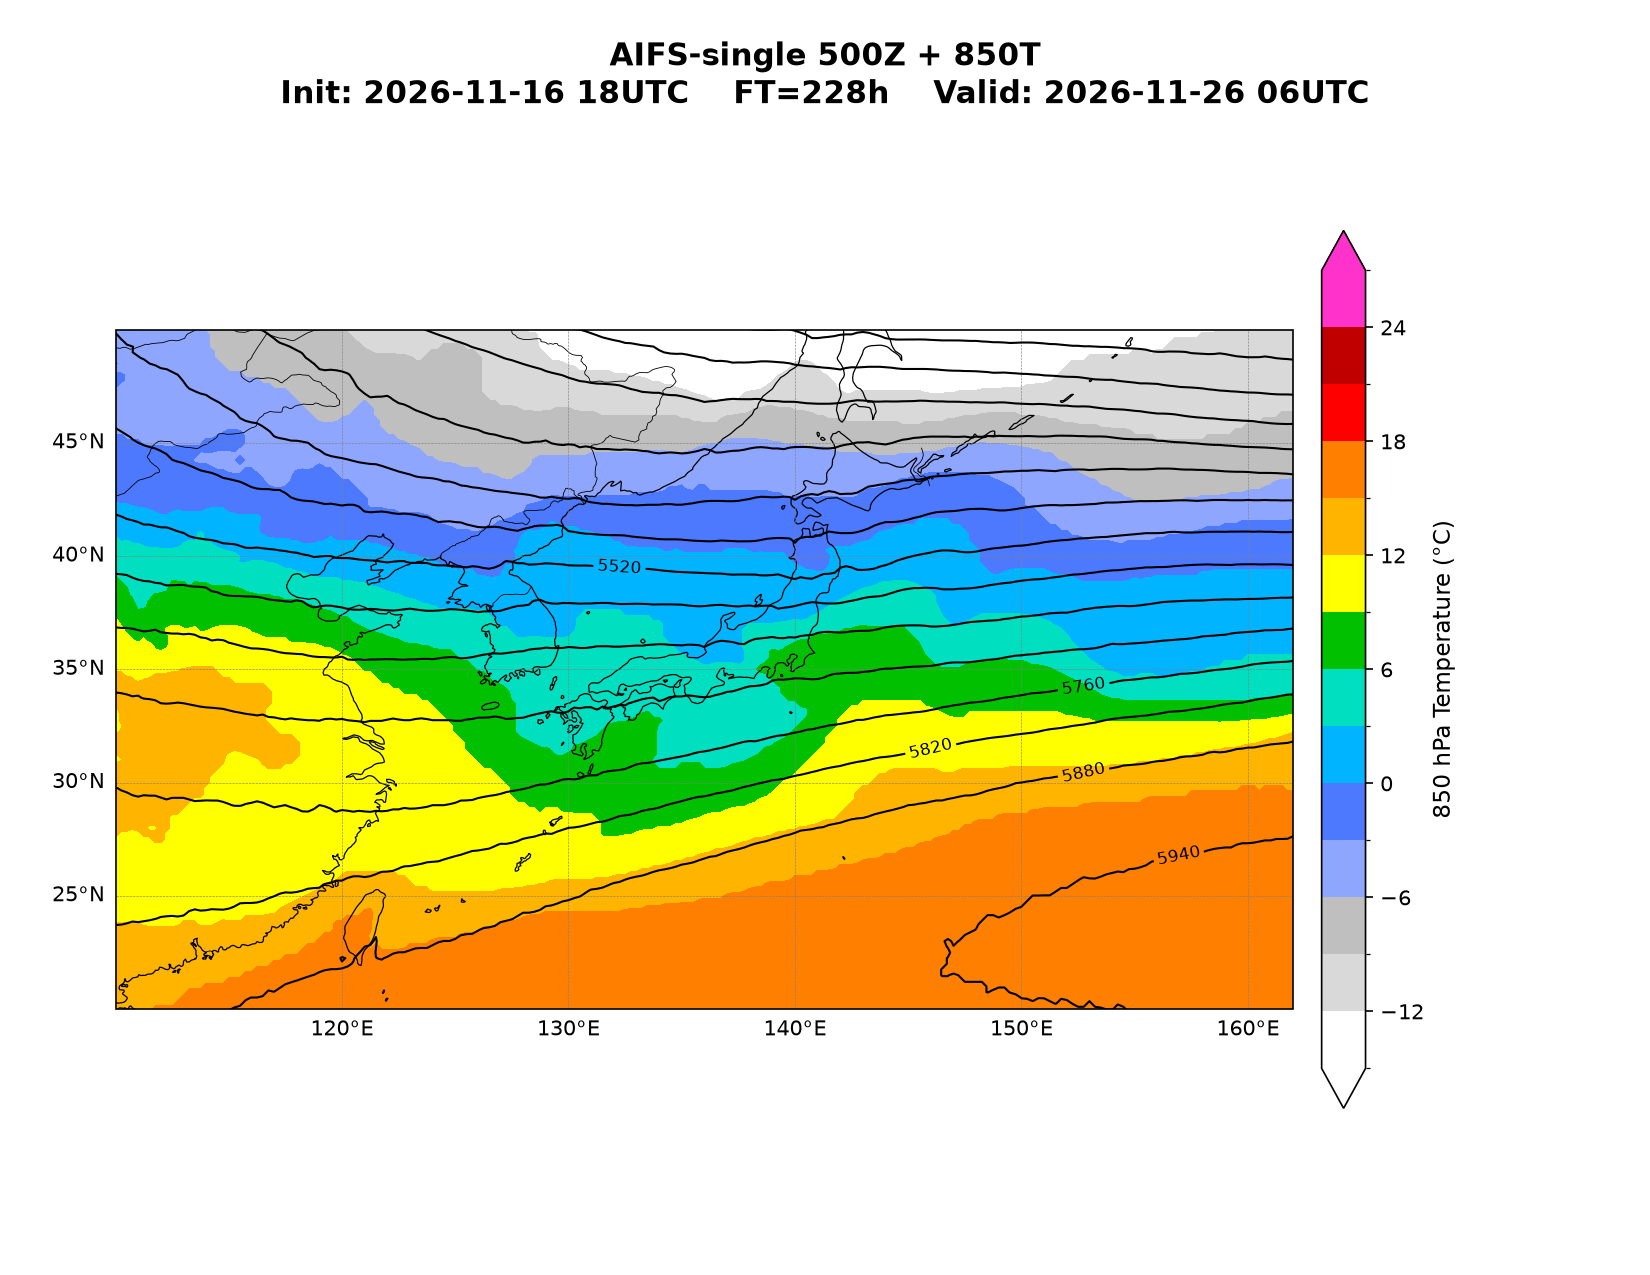 AIFS-single 500Z + 850T
Init: 2026-11-16 18UTC    FT=228h    Valid: 2026-11-26 06UTC
45°N
40°N
35°N
30°N
25°N
120°E
130°E
140°E
150°E
160°E
5520
5760
5820
5880
5940
24
18
12
6
0
−6
−12
850 hPa Temperature (°C)